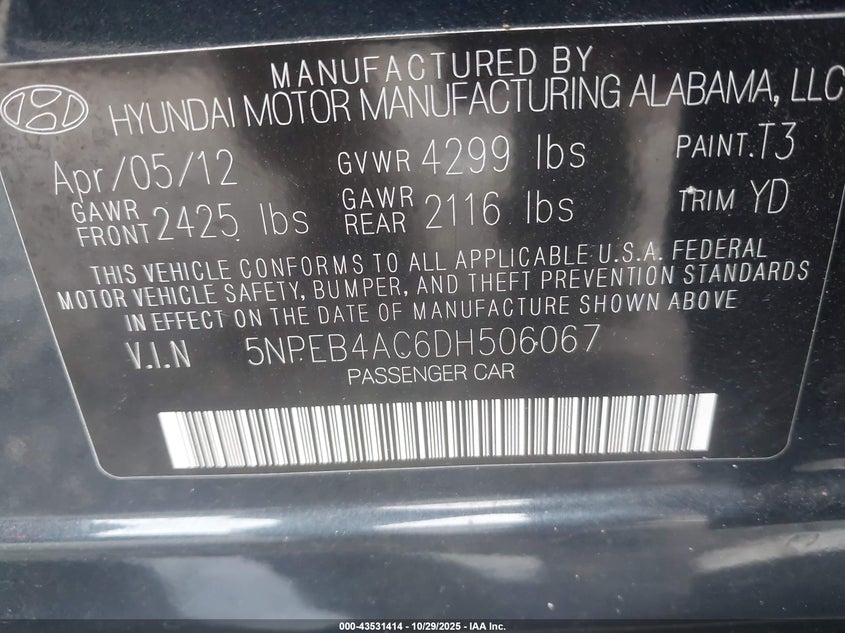 MANUFACTURED BY
HYUNDAI MOTOR MANUFACTURING ALABAMA, LLC
Apr/05/12 GVWR 4299 lbs PAINT.T3
GAWR FRONT 2425 lbs GAWR REAR 2116 lbs TRIM YD
THIS VEHICLE CONFORMS TO ALL APPLICABLE U.S.A. FEDERAL
MOTOR VEHICLE SAFETY, BUMPER, AND THEFT PREVENTION STANDARDS
IN EFFECT ON THE DATE OF MANUFACTURE SHOWN ABOVE
V.I.N 5NPEB4AC6DH506067
PASSENGER CAR
000-43531414 - 10/29/2025 - IAA Inc.